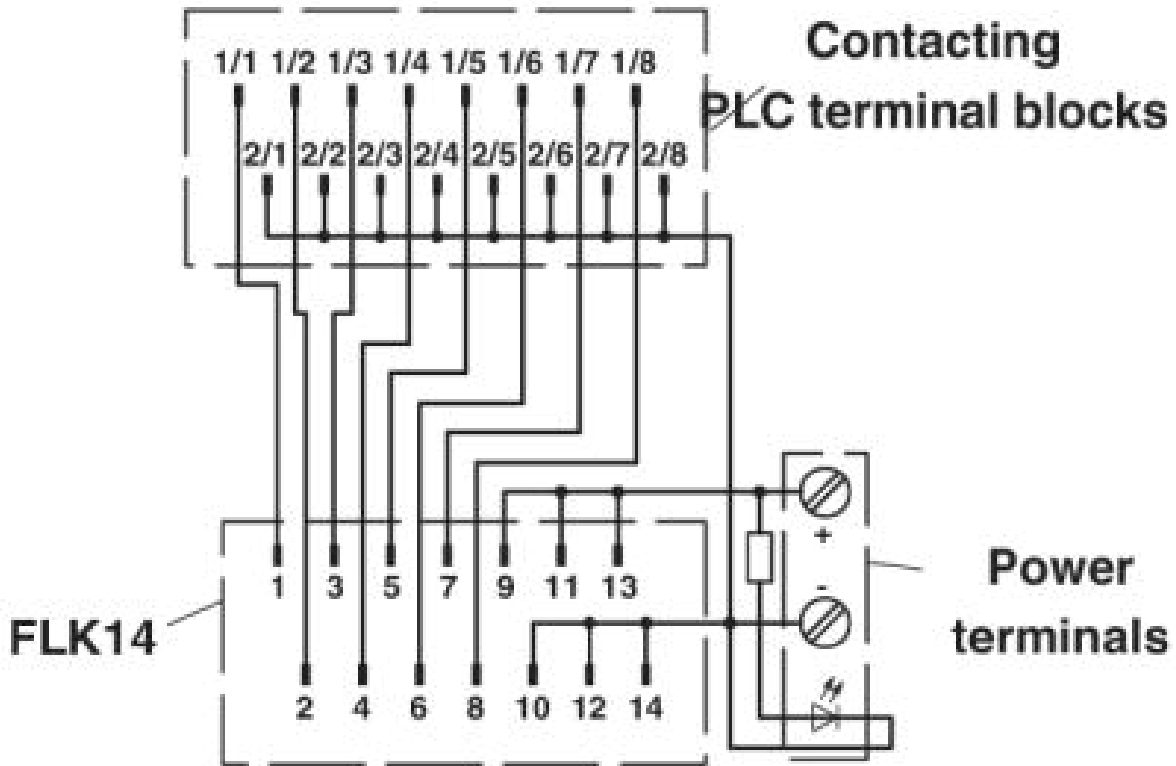 Contacting
PLC terminal blocks
1/1 1/2 1/3 1/4 1/5 1/6 1/7 1/8
2/1 2/2 2/3 2/4 2/5 2/6 2/7 2/8
+
-
1 3 5 7 9 11 13
Power
terminals
FLK14
2 4 6 8 10 12 14